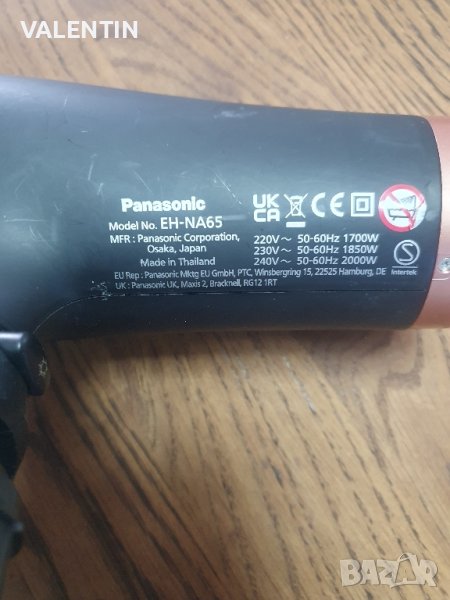 VALENTIN
Panasonic
Model No. EH-NA65
MFR : Panasonic Corporation,
Osaka, Japan
Made in Thailand
EU Rep : Panasonic Mktg EU GmbH, PTC, Winsbergring 15, 22525 Hamburg, DE
UK : Panasonic UK, Maxis 2, Bracknell, RG12 1RT
UK
CA
CE
220V～ 50-60Hz 1700W
230V～ 50-60Hz 1850W
240V～ 50-60Hz 2000W
Intertek
BAZAR